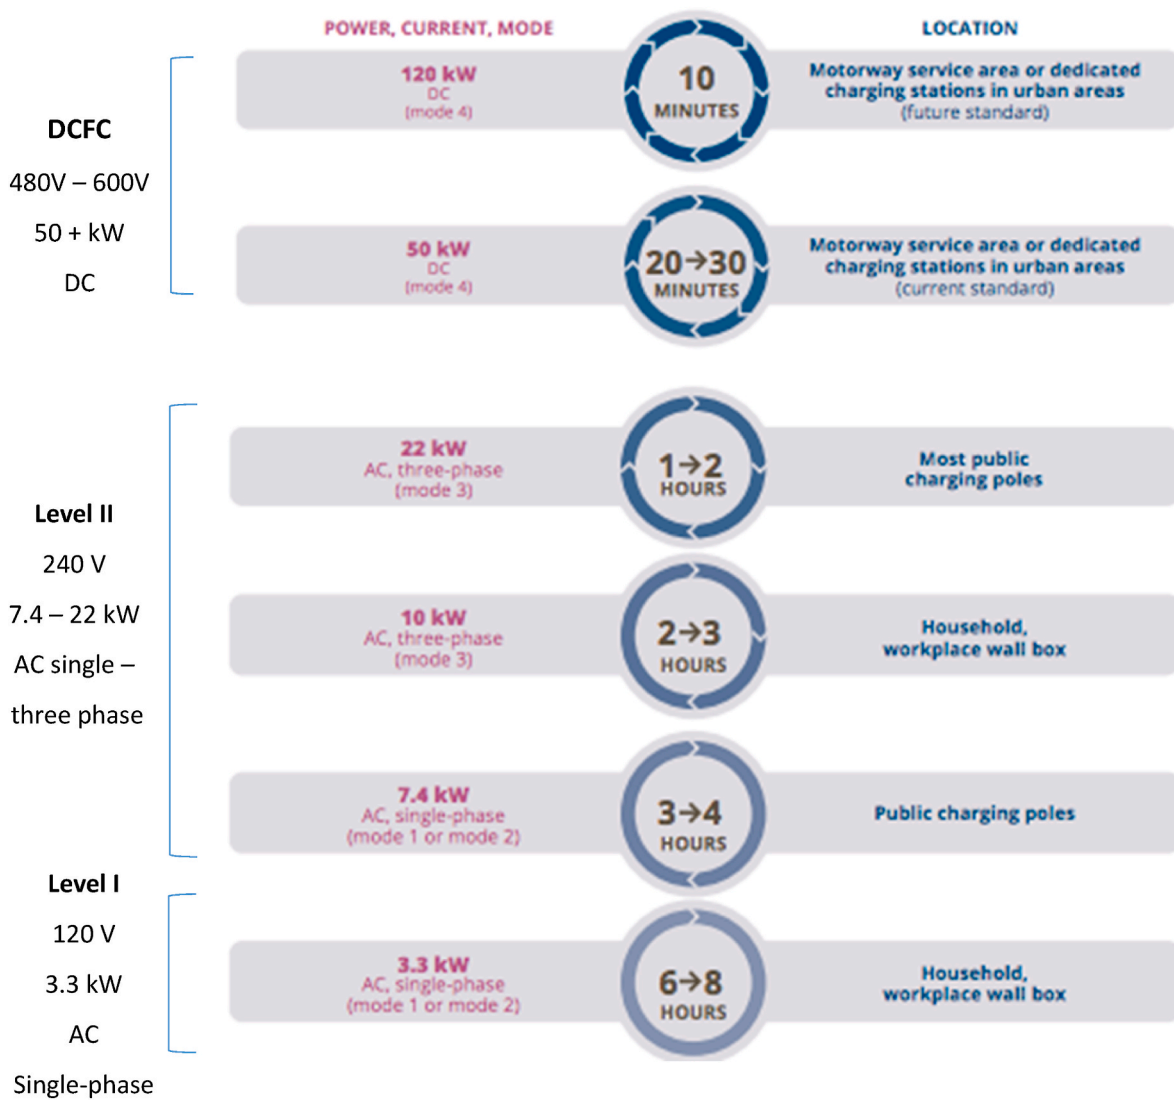 POWER, CURRENT, MODE
LOCATION
DCFC
480V – 600V
50 + kW
DC
120 kW
DC
(mode 4)
10
MINUTES
Motorway service area or dedicated
charging stations in urban areas
(future standard)
50 kW
DC
(mode 4)
20→30
MINUTES
Motorway service area or dedicated
charging stations in urban areas
(current standard)
Level II
240 V
7.4 – 22 kW
AC single –
three phase
22 kW
AC, three-phase
(mode 3)
1→2
HOURS
Most public
charging poles
10 kW
AC, three-phase
(mode 3)
2→3
HOURS
Household,
workplace wall box
7.4 kW
AC, single-phase
(mode 1 or mode 2)
3→4
HOURS
Public charging poles
Level I
120 V
3.3 kW
AC
Single-phase
3.3 kW
AC, single-phase
(mode 1 or mode 2)
6→8
HOURS
Household,
workplace wall box